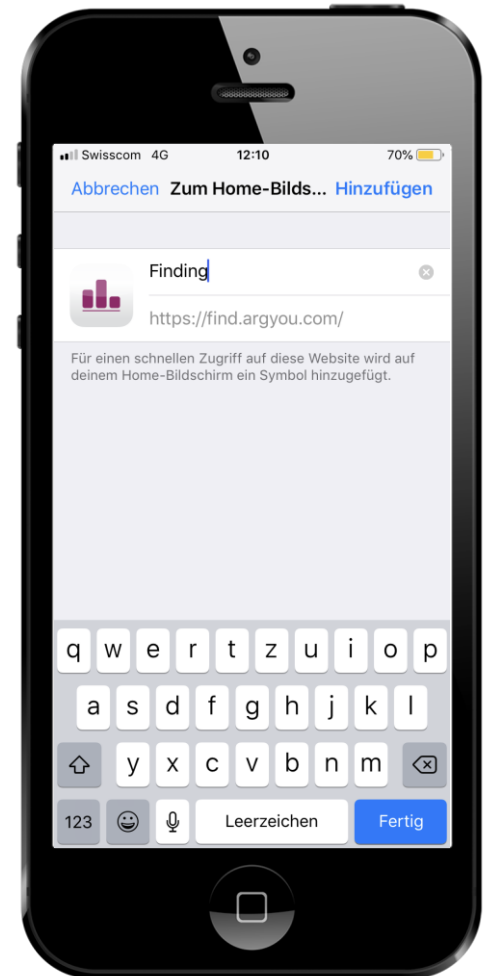 Swisscom 4G 12:10 70%
Abbrechen Zum Home-Bilds... Hinzufügen
Finding
https://find.argyou.com/
Für einen schnellen Zugriff auf diese Website wird auf
deinem Home-Bildschirm ein Symbol hinzugefügt.
q w e r t z u i o p
a s d f g h j k l
y x c v b n m
123 Leerzeichen Fertig